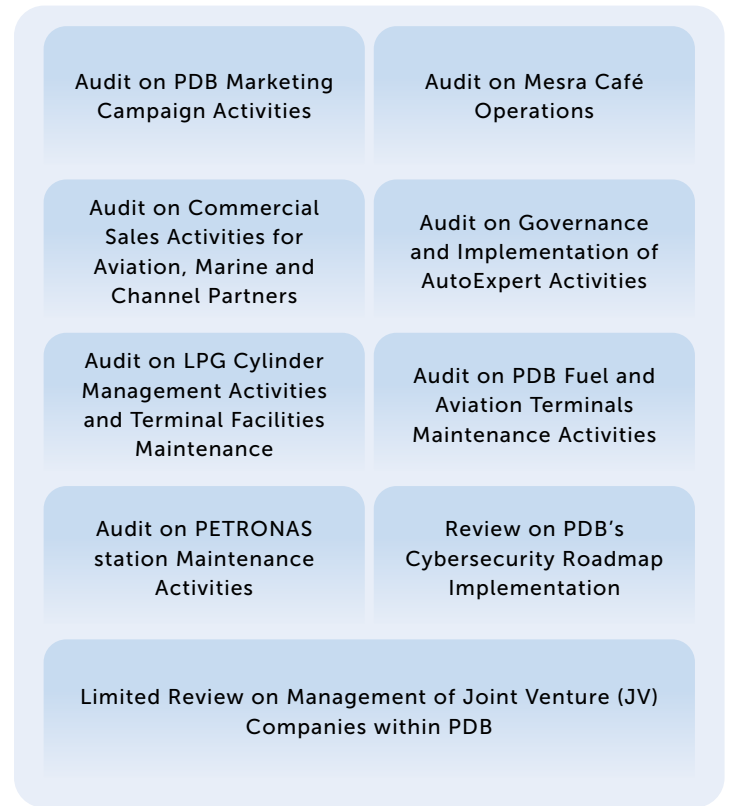 Audit on PDB Marketing
Campaign Activities
Audit on Mesra Café
Operations
Audit on Commercial
Sales Activities for
Aviation, Marine and
Channel Partners
Audit on Governance
and Implementation of
AutoExpert Activities
Audit on LPG Cylinder
Management Activities
and Terminal Facilities
Maintenance
Audit on PDB Fuel and
Aviation Terminals
Maintenance Activities
Audit on PETRONAS
station Maintenance
Activities
Review on PDB's
Cybersecurity Roadmap
Implementation
Limited Review on Management of Joint Venture (JV)
Companies within PDB